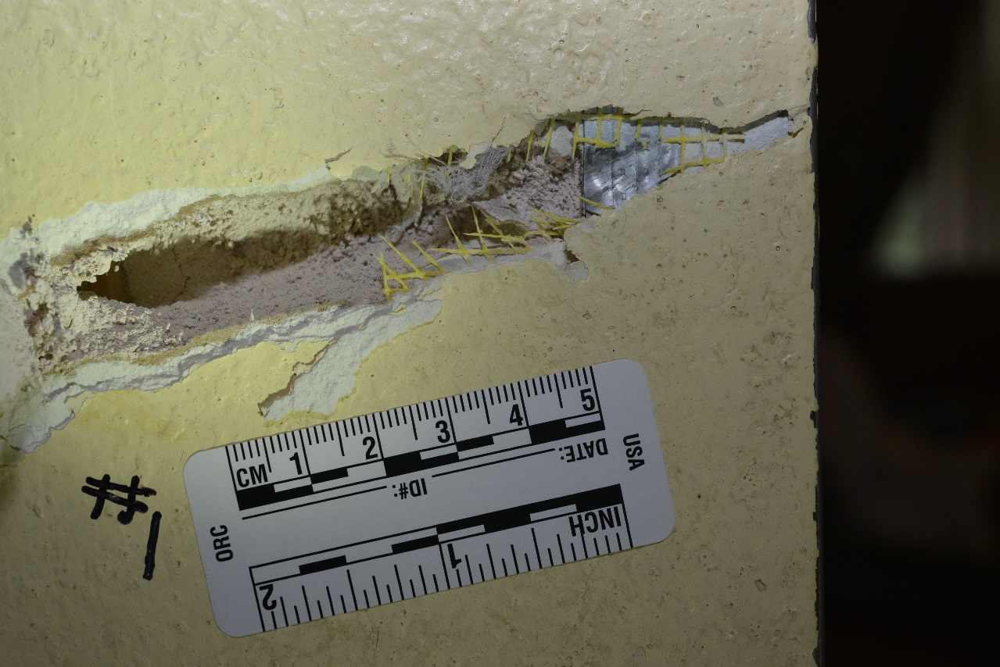 #1
CM 1 2 3 4 5
ORC
ID#: DATE:
USA
INCH 1 2